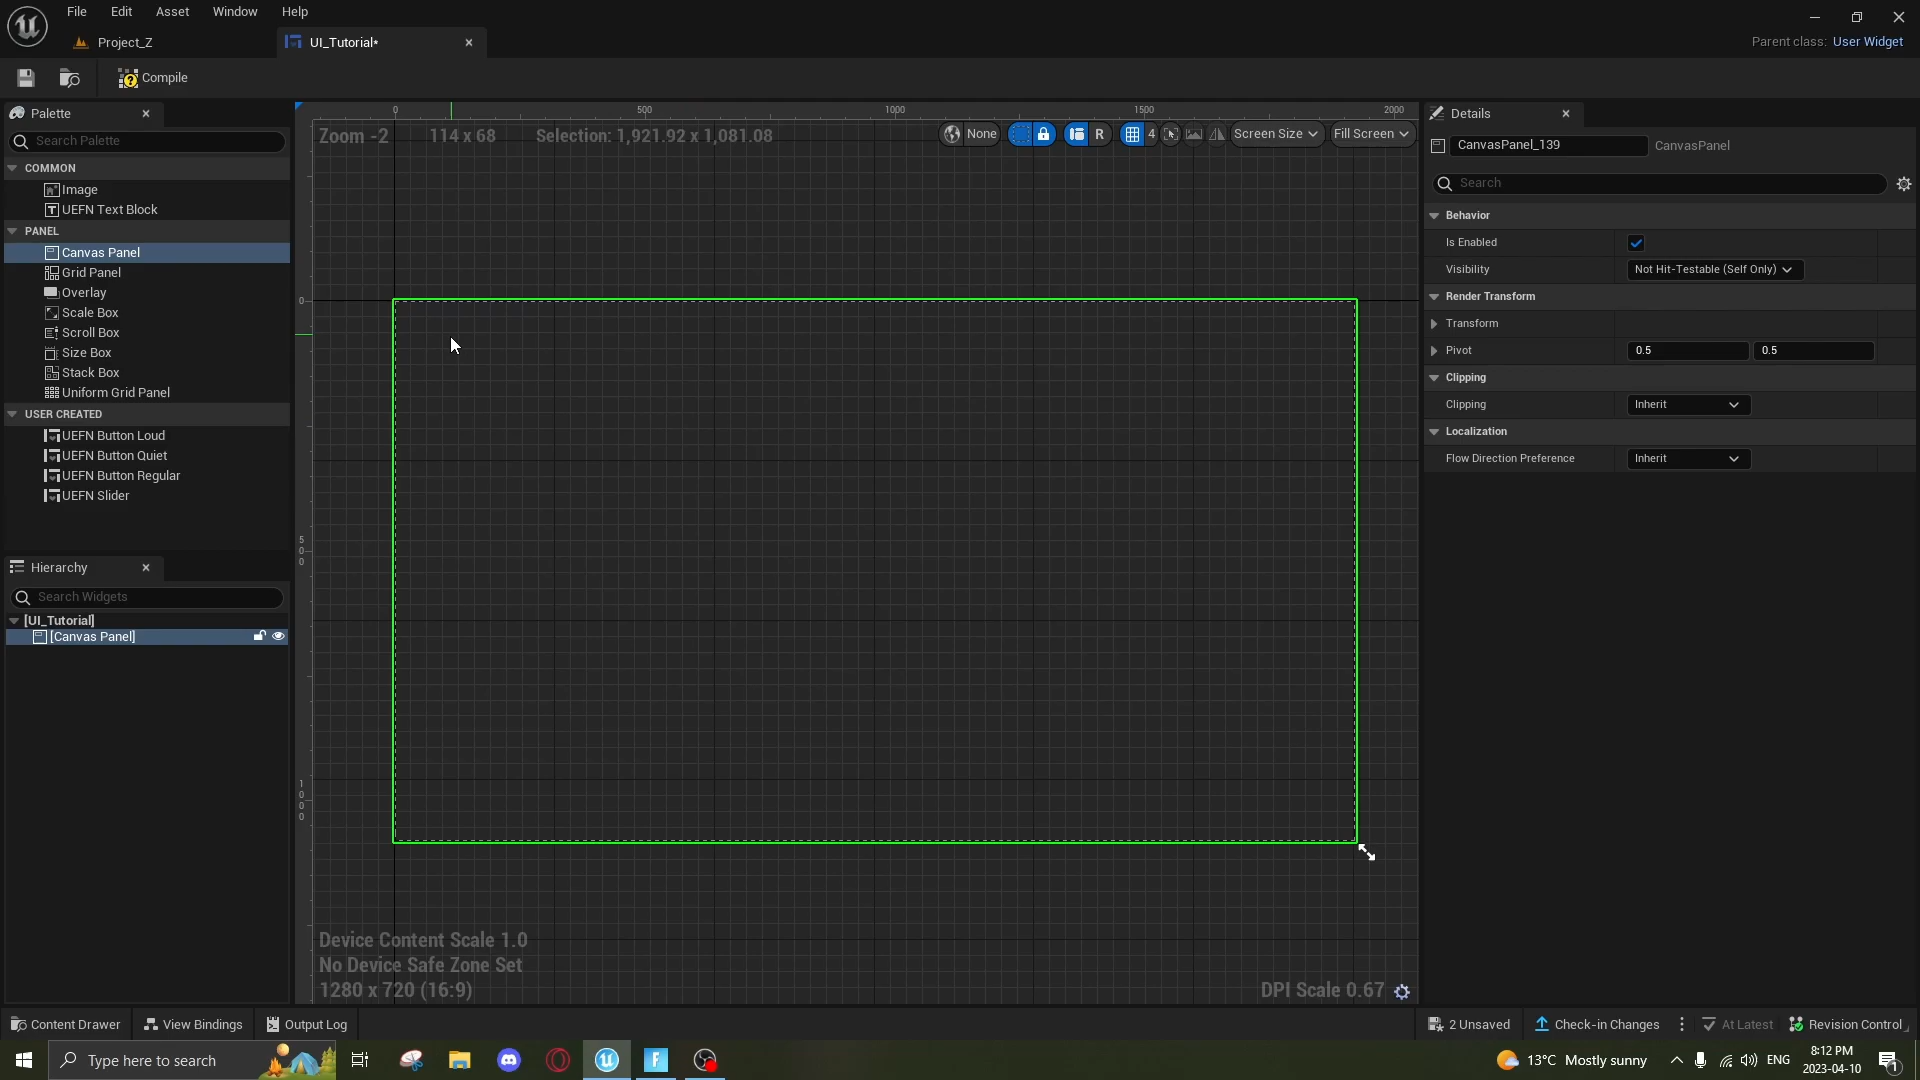 File Edit Asset Window Help
Project_Z
UI_Tutorial*
Parent class: User Widget
Compile
Palette
Search Palette
COMMON
Image
UEFN Text Block
PANEL
Canvas Panel
Grid Panel
Overlay
Scale Box
Scroll Box
Size Box
Stack Box
Uniform Grid Panel
USER CREATED
UEFN Button Loud
UEFN Button Quiet
UEFN Button Regular
UEFN Slider
Hierarchy
Search Widgets
[UI_Tutorial]
[Canvas Panel]
0 500 1000 1500 2000
Zoom -2 114 x 68 Selection: 1,921.92 x 1,081.08
None R 4 Screen Size Fill Screen
0
500
1000
Device Content Scale 1.0
No Device Safe Zone Set
1280 x 720 (16:9)
DPI Scale 0.67
Details
CanvasPanel_139 CanvasPanel
Search
Behavior
Is Enabled
Visibility Not Hit-Testable (Self Only)
Render Transform
Transform
Pivot 0.5 0.5
Clipping
Clipping Inherit
Localization
Flow Direction Preference Inherit
Content Drawer View Bindings Output Log
2 Unsaved Check-in Changes At Latest Revision Control
Type here to search
13°C Mostly sunny
ENG
8:12 PM
2023-04-10
1